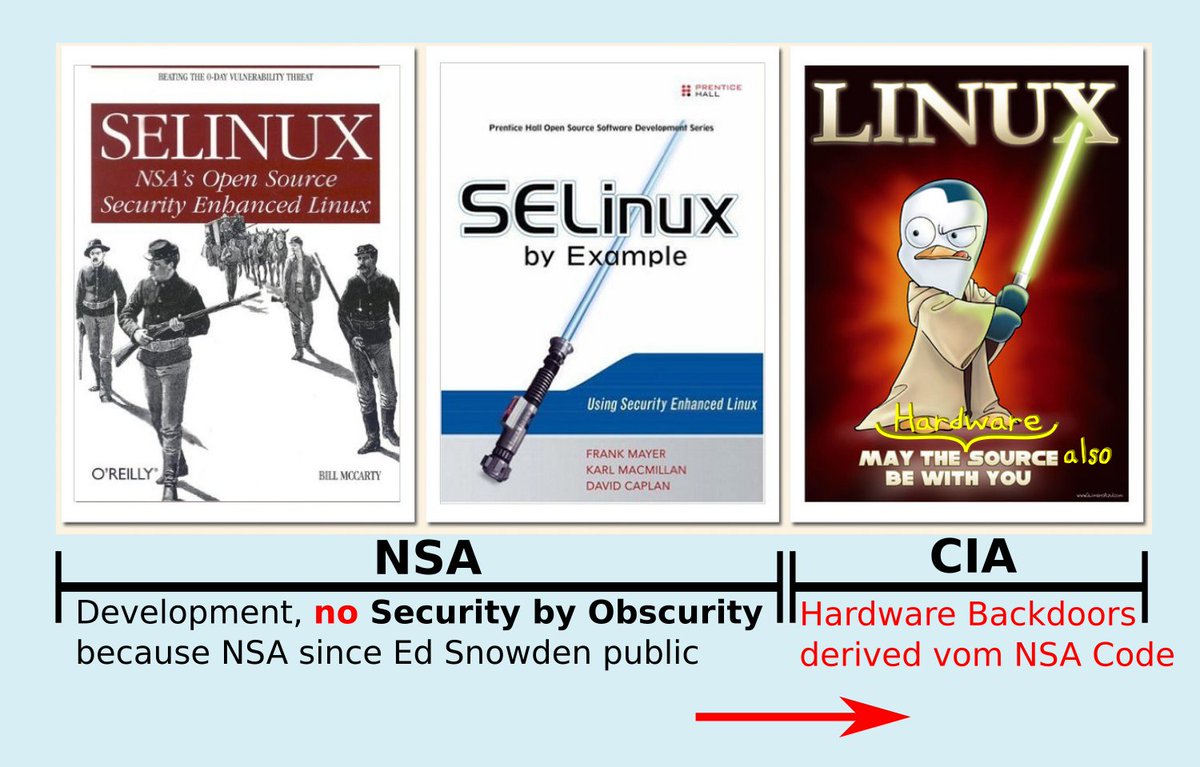 BEATING THE 0-DAY VULNERABILITY THREAT
SELINUX
NSA's Open Source
Security Enhanced Linux
O'REILLY®
BILL MCCARTY
PRENTICE
HALL
Prentice Hall Open Source Software Development Series
SELinux
by Example
Using Security Enhanced Linux
FRANK MAYER
KARL MACMILLAN
DAVID CAPLAN
LINUX
Hardware
MAY THE SOURCE also
BE WITH YOU
NSA
Development, no Security by Obscurity
because NSA since Ed Snowden public
CIA
Hardware Backdoors
derived vom NSA Code